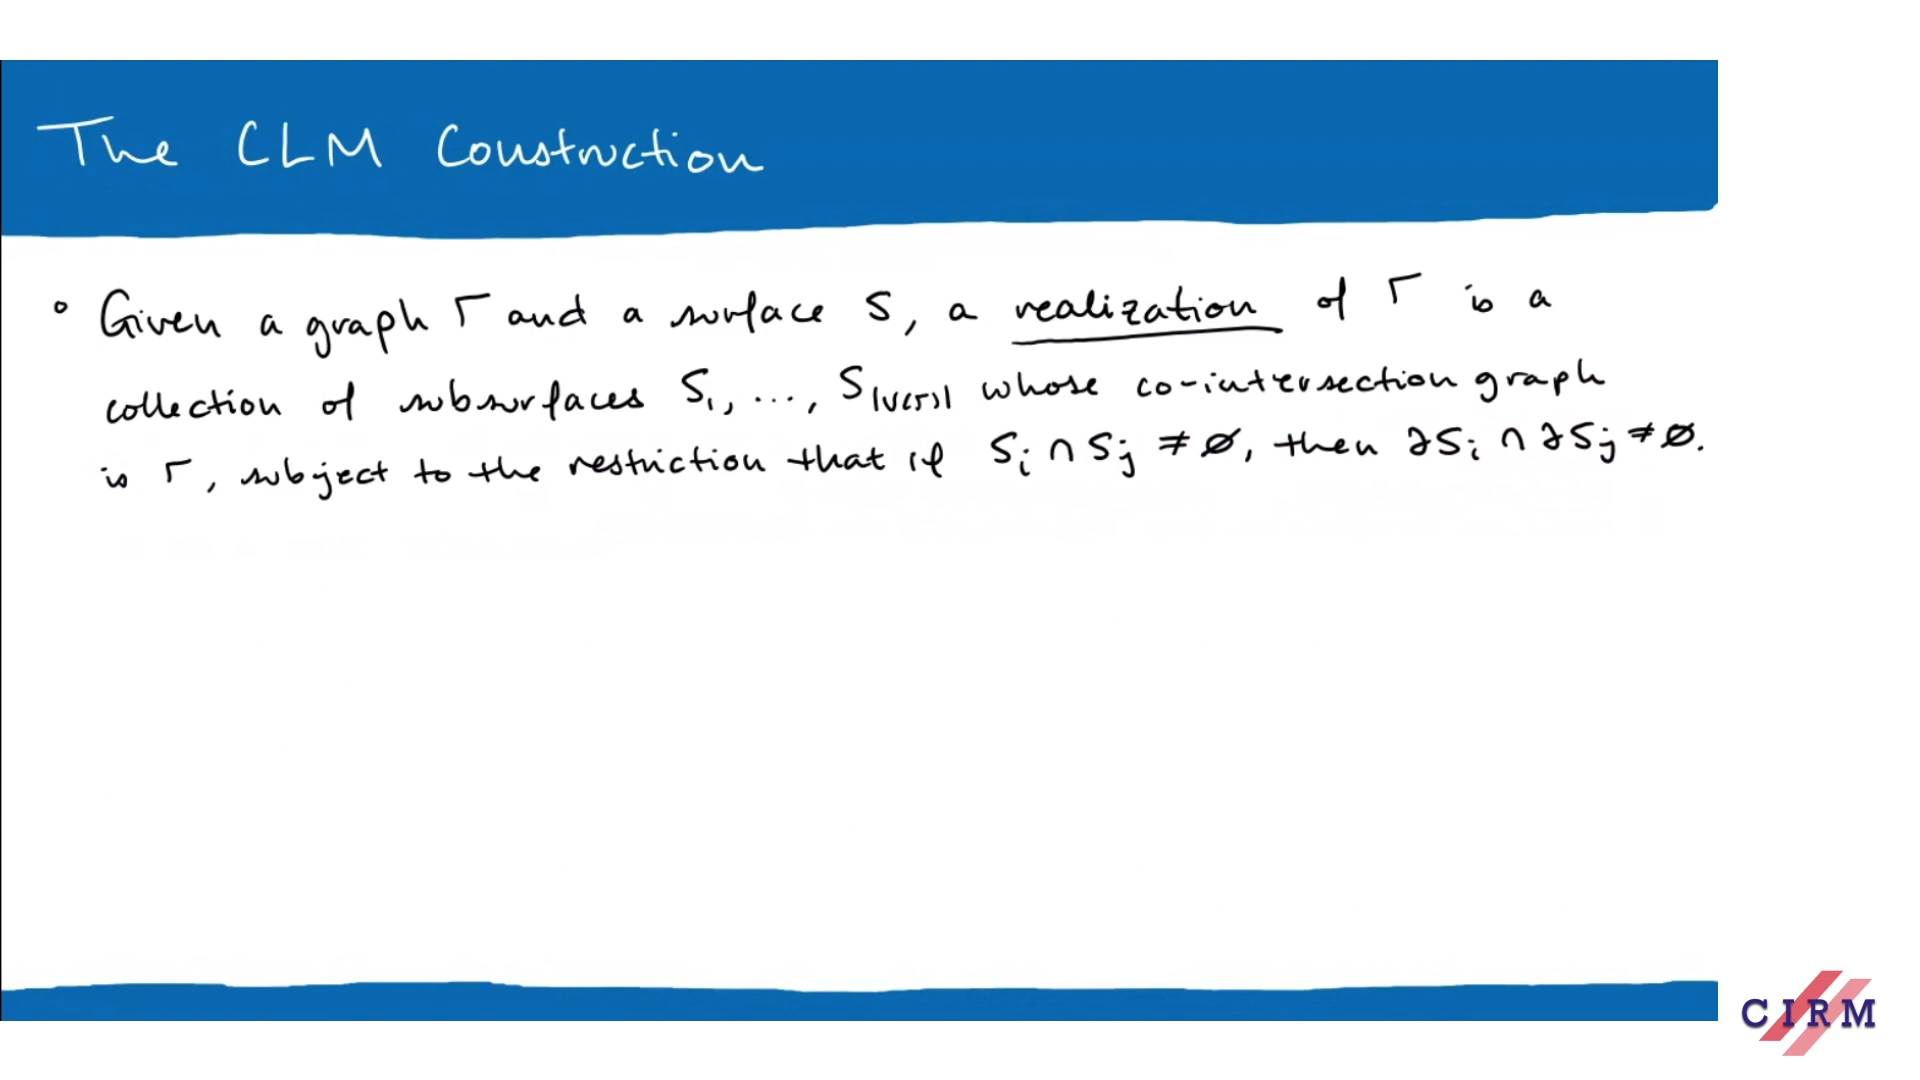 The CLM Construction
◦ Given a graph Γ and a surface S, a realization of Γ is a
collection of subsurfaces S₁, ..., S|V(Γ)| whose co-intersection graph
is Γ, subject to the restriction that if Sᵢ ∩ Sⱼ ≠ ∅, then ∂Sᵢ ∩ ∂Sⱼ ≠ ∅.
CIRM